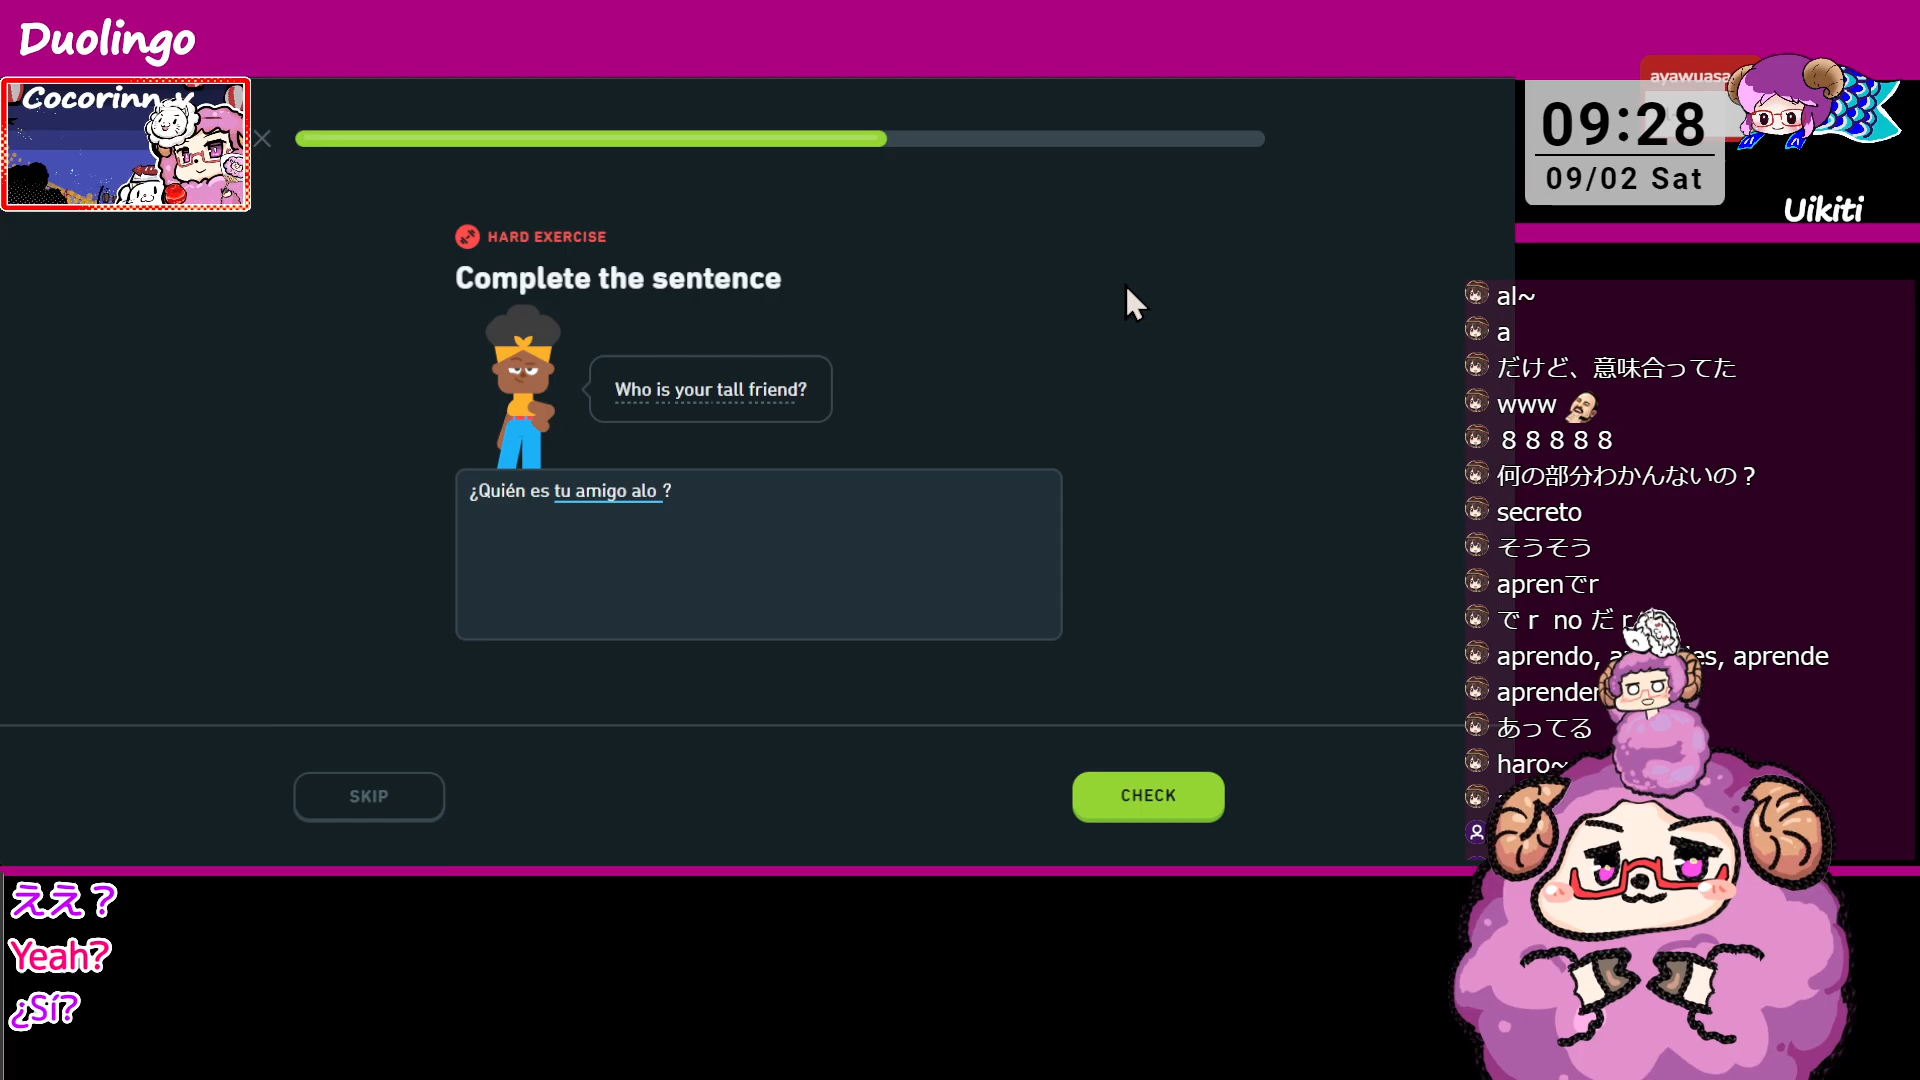 Duolingo
Cocorinn
ayawuasa
09:28
09/02 Sat
Uikiti
HARD EXERCISE
Complete the sentence
Who is your tall friend?
¿Quién es tu amigo alo ?
SKIP
CHECK
al~
a
だけど、意味合ってた
www
８８８８８
何の部分わかんないの？
secreto
そうそう
aprenでr
でｒ no だｒ
aprendo, aprende
aprender
あってる
haro~
ええ？
Yeah?
¿Sí?